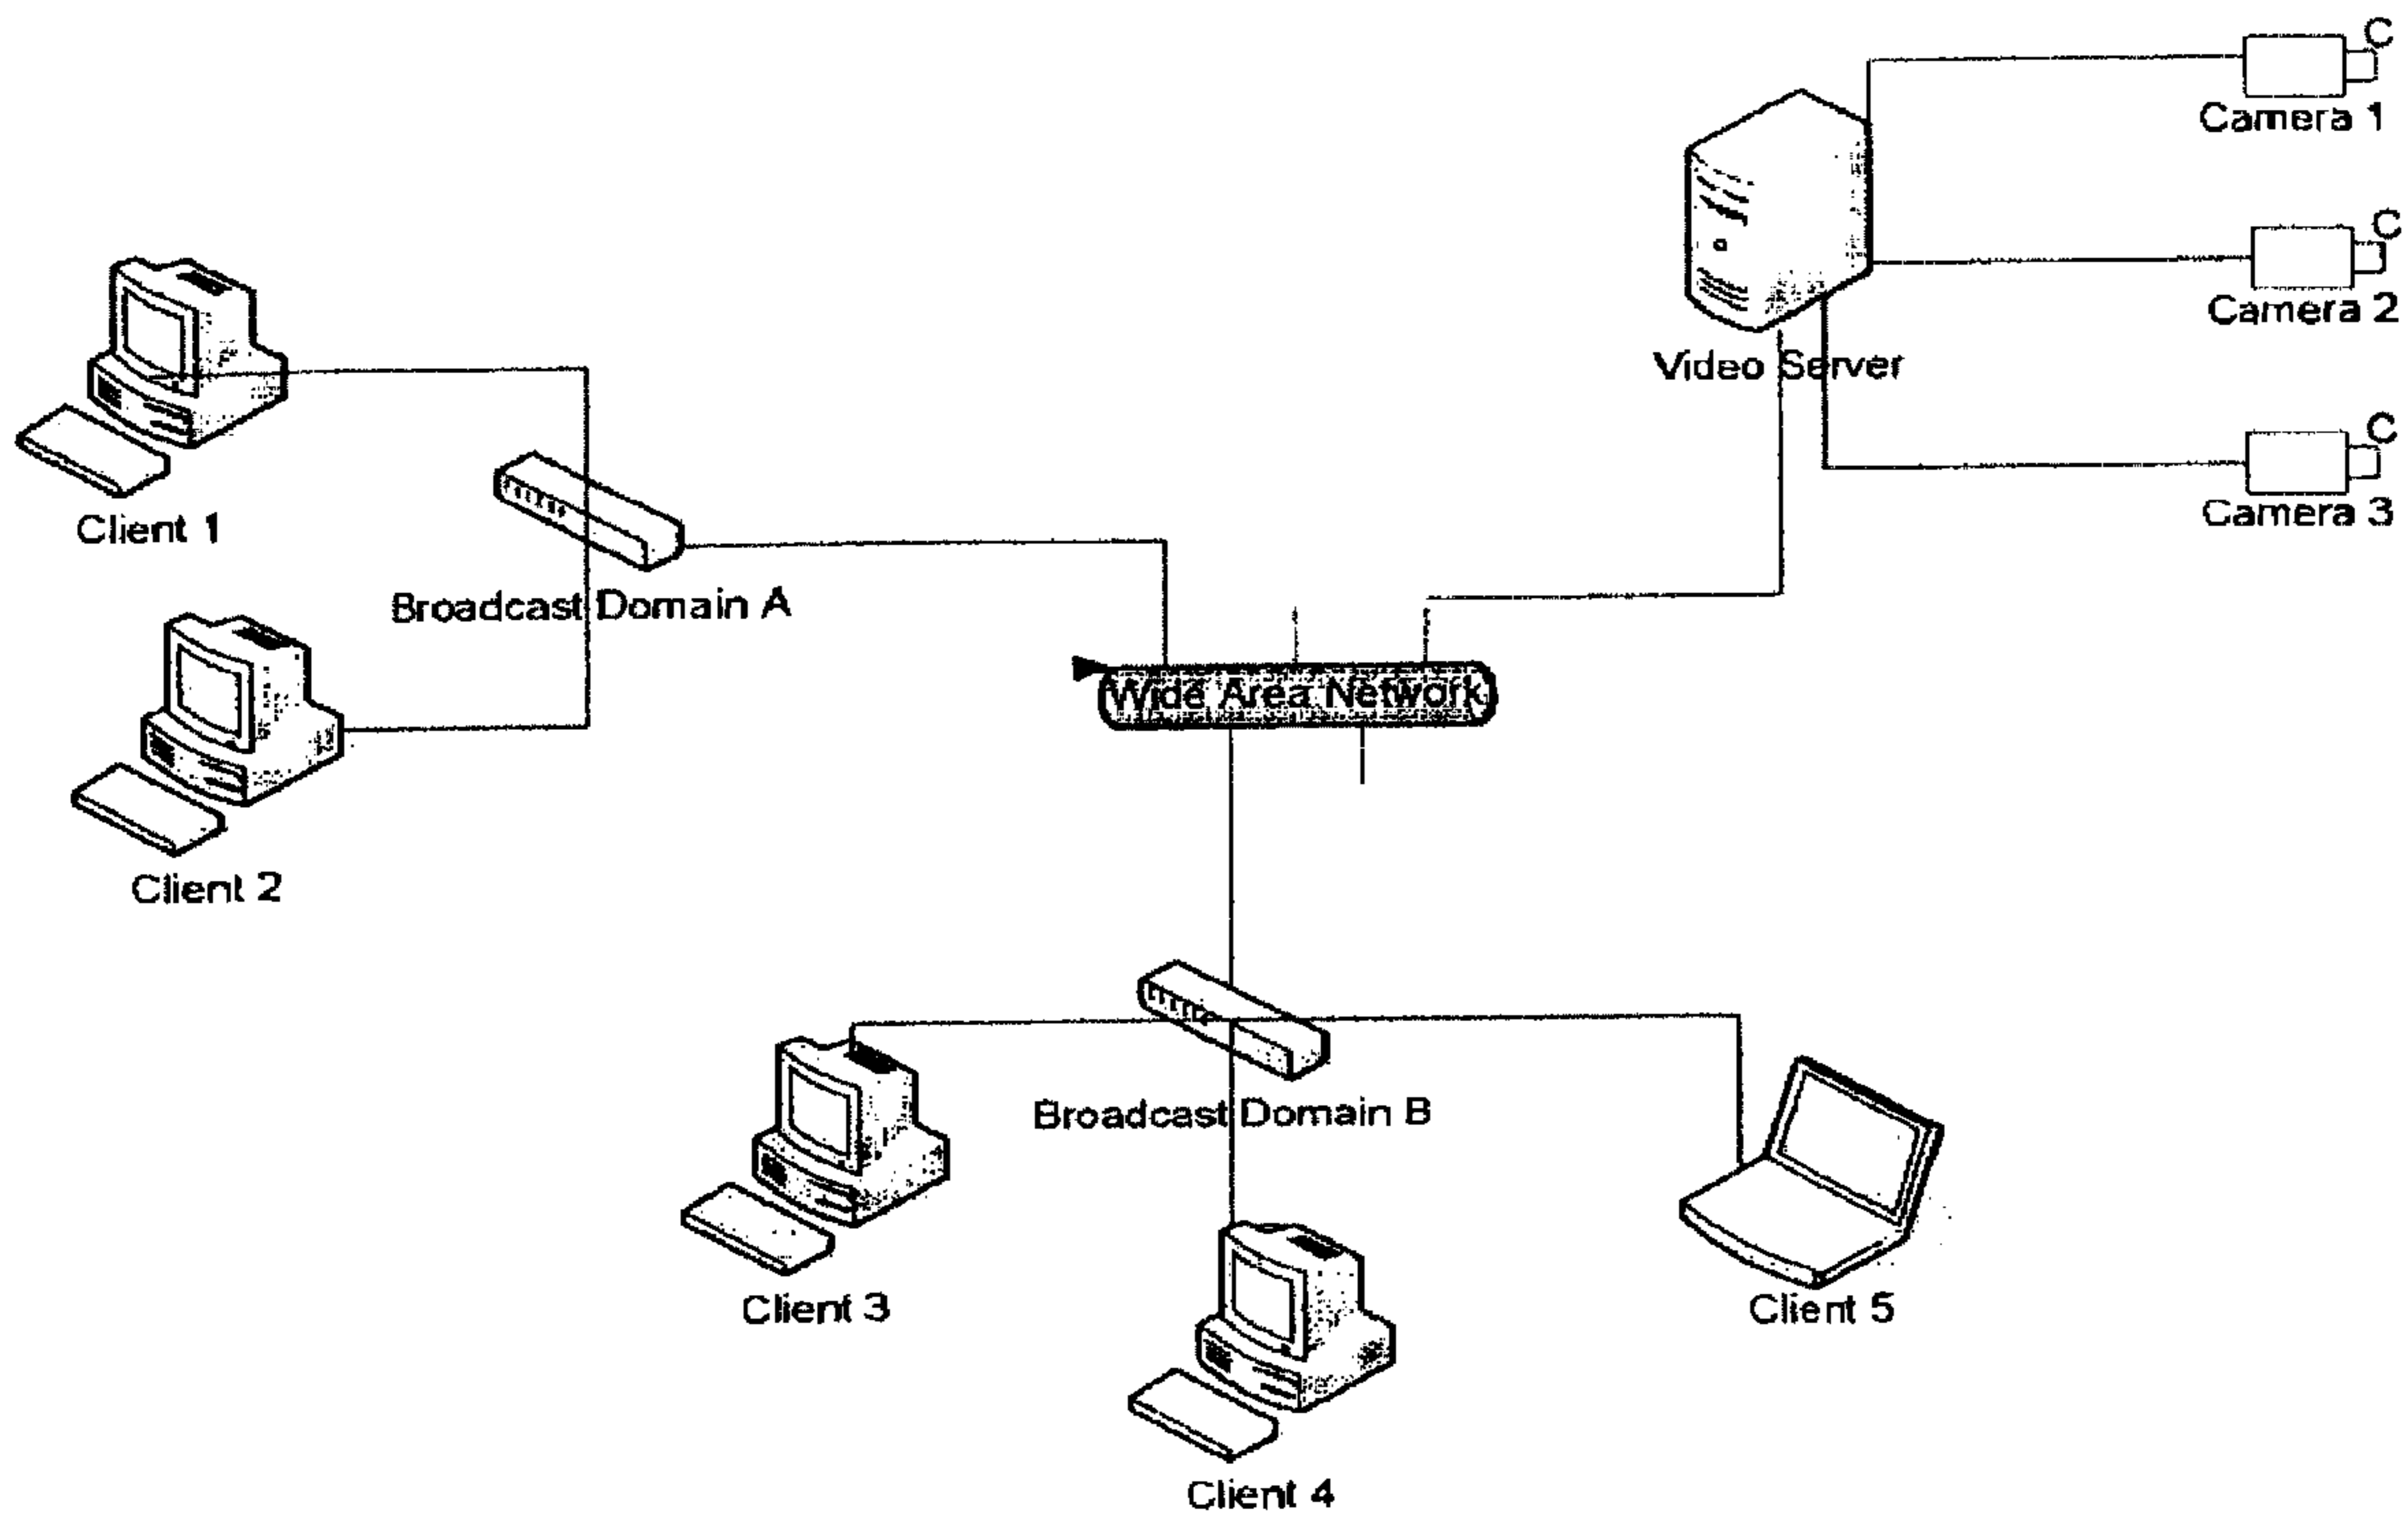 C
Camera 1
C
Camera 2
Video Server
C
Camera 3
Client 1
Broadcast Domain A
Wide Area Network
Client 2
Broadcast Domain B
Client 3
Client 5
Client 4